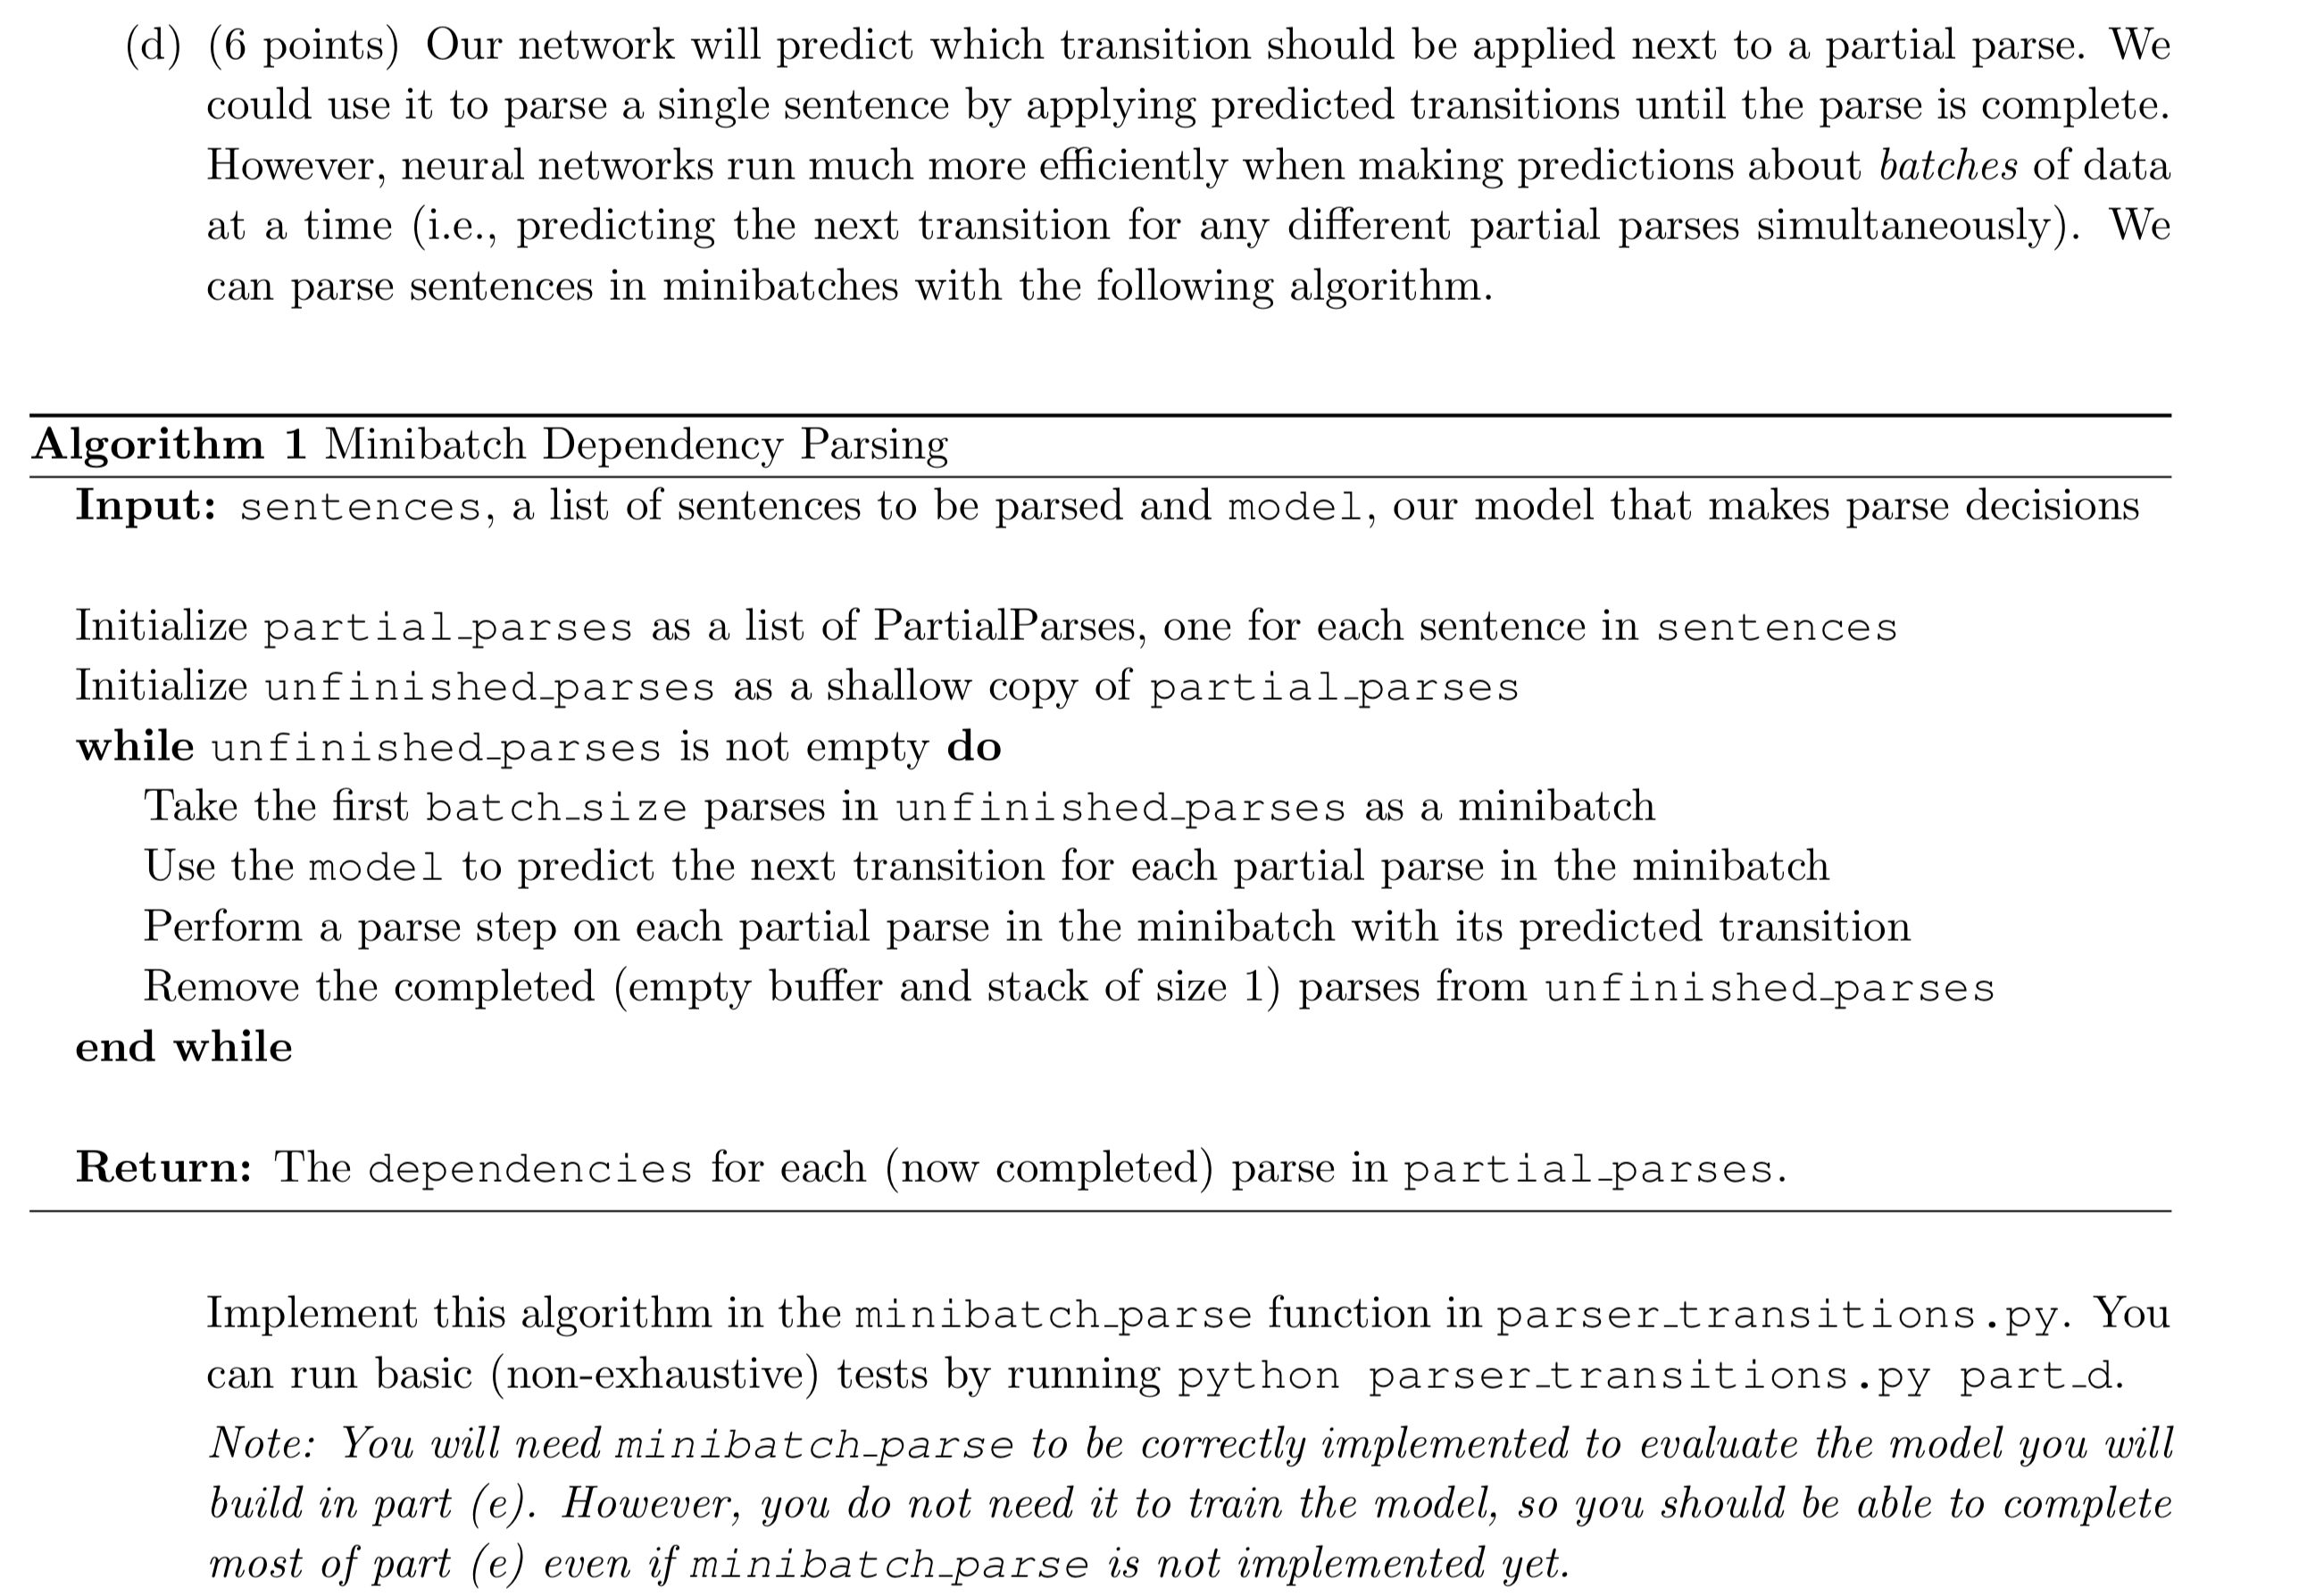 (d) (6 points) Our network will predict which transition should be applied next to a partial parse. We
could use it to parse a single sentence by applying predicted transitions until the parse is complete.
However, neural networks run much more efficiently when making predictions about batches of data
at a time (i.e., predicting the next transition for any different partial parses simultaneously). We
can parse sentences in minibatches with the following algorithm.
Algorithm 1 Minibatch Dependency Parsing
Input: sentences, a list of sentences to be parsed and model, our model that makes parse decisions
Initialize partial_parses as a list of PartialParses, one for each sentence in sentences
Initialize unfinished_parses as a shallow copy of partial_parses
while unfinished_parses is not empty do
Take the first batch_size parses in unfinished_parses as a minibatch
Use the model to predict the next transition for each partial parse in the minibatch
Perform a parse step on each partial parse in the minibatch with its predicted transition
Remove the completed (empty buffer and stack of size 1) parses from unfinished_parses
end while
Return: The dependencies for each (now completed) parse in partial_parses.
Implement this algorithm in the minibatch_parse function in parser_transitions.py. You
can run basic (non-exhaustive) tests by running python parser_transitions.py part_d.
Note: You will need minibatch_parse to be correctly implemented to evaluate the model you will
build in part (e). However, you do not need it to train the model, so you should be able to complete
most of part (e) even if minibatch_parse is not implemented yet.